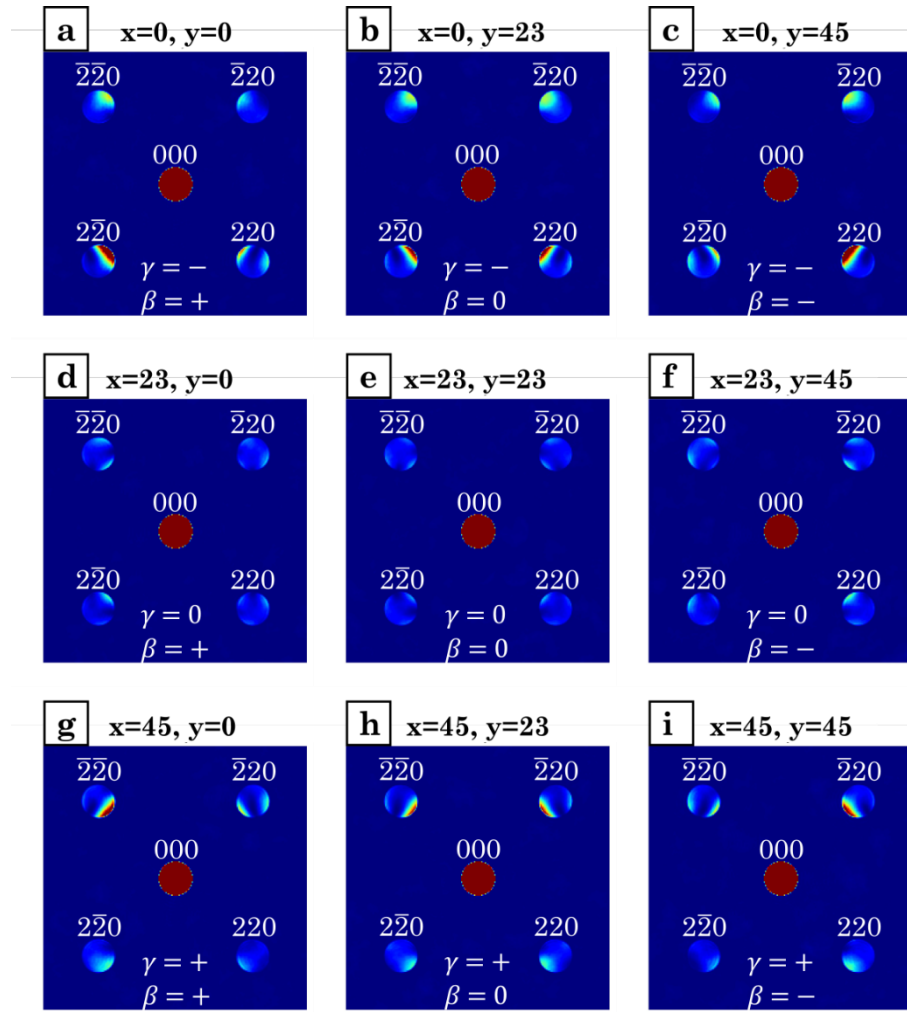 a x=0, y=0
b x=0, y=23
c x=0, y=45
2̅2̅0 2̅20
2̅2̅0 2̅20
2̅2̅0 2̅20
000
000
000
22̅0 220
22̅0 220
22̅0 220
γ = −
γ = −
γ = −
β = +
β = 0
β = −
d x=23, y=0
e x=23, y=23
f x=23, y=45
2̅2̅0 2̅20
2̅2̅0 2̅20
2̅2̅0 2̅20
000
000
000
22̅0 220
22̅0 220
22̅0 220
γ = 0
γ = 0
γ = 0
β = +
β = 0
β = −
g x=45, y=0
h x=45, y=23
i x=45, y=45
2̅2̅0 2̅20
2̅2̅0 2̅20
2̅2̅0 2̅20
000
000
000
22̅0 220
22̅0 220
22̅0 220
γ = +
γ = +
γ = +
β = +
β = 0
β = −